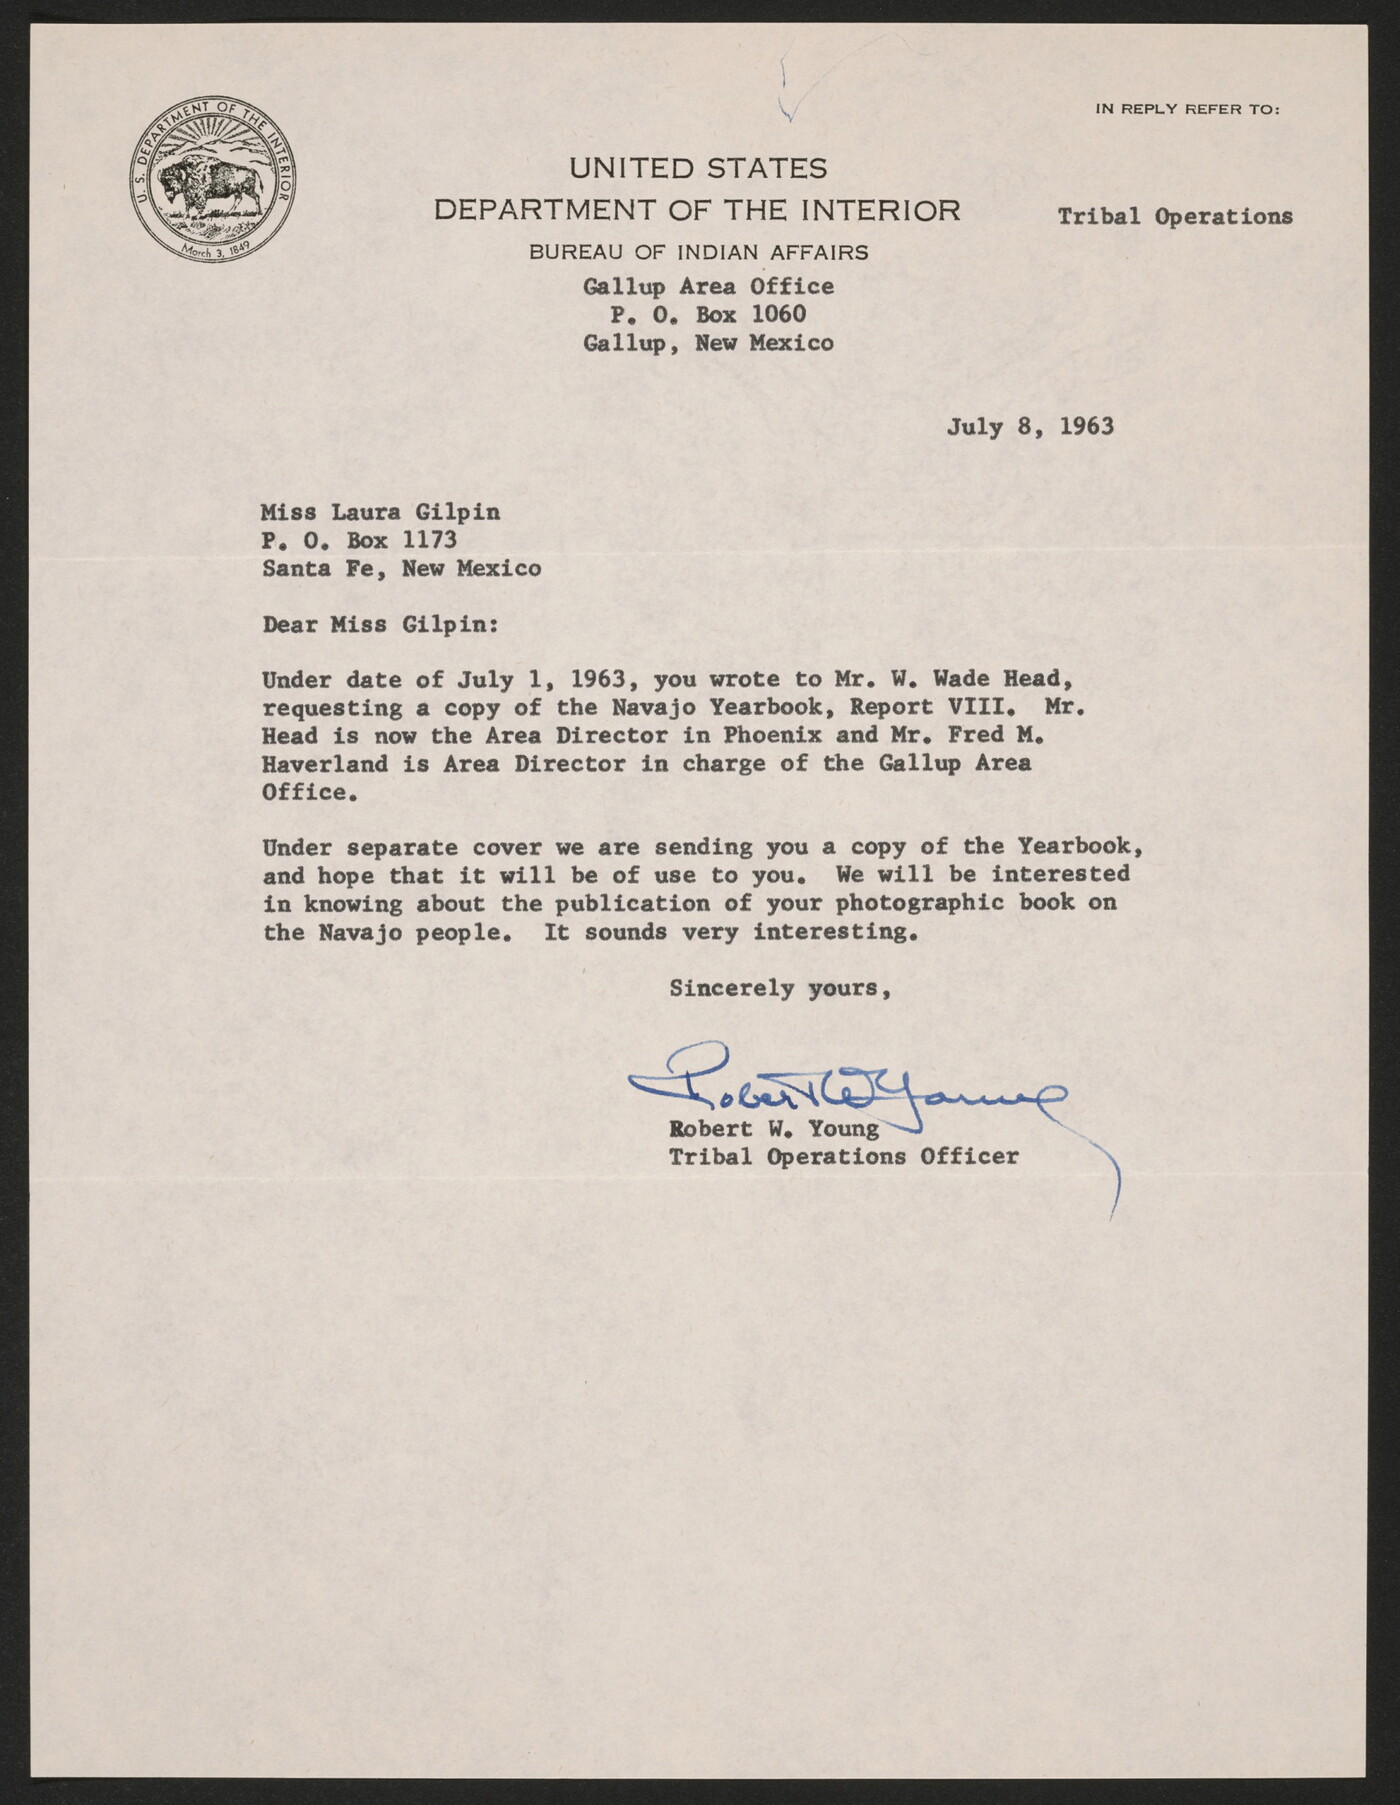 U. S. DEPARTMENT OF THE INTERIOR
March 3, 1849
IN REPLY REFER TO:
UNITED STATES
DEPARTMENT OF THE INTERIOR
Tribal Operations
BUREAU OF INDIAN AFFAIRS
Gallup Area Office
P. O. Box 1060
Gallup, New Mexico
July 8, 1963
Miss Laura Gilpin
P. O. Box 1173
Santa Fe, New Mexico
Dear Miss Gilpin:
Under date of July 1, 1963, you wrote to Mr. W. Wade Head,
requesting a copy of the Navajo Yearbook, Report VIII. Mr.
Head is now the Area Director in Phoenix and Mr. Fred M.
Haverland is Area Director in charge of the Gallup Area
Office.
Under separate cover we are sending you a copy of the Yearbook,
and hope that it will be of use to you. We will be interested
in knowing about the publication of your photographic book on
the Navajo people. It sounds very interesting.
Sincerely yours,
Robert W Young
Robert W. Young
Tribal Operations Officer